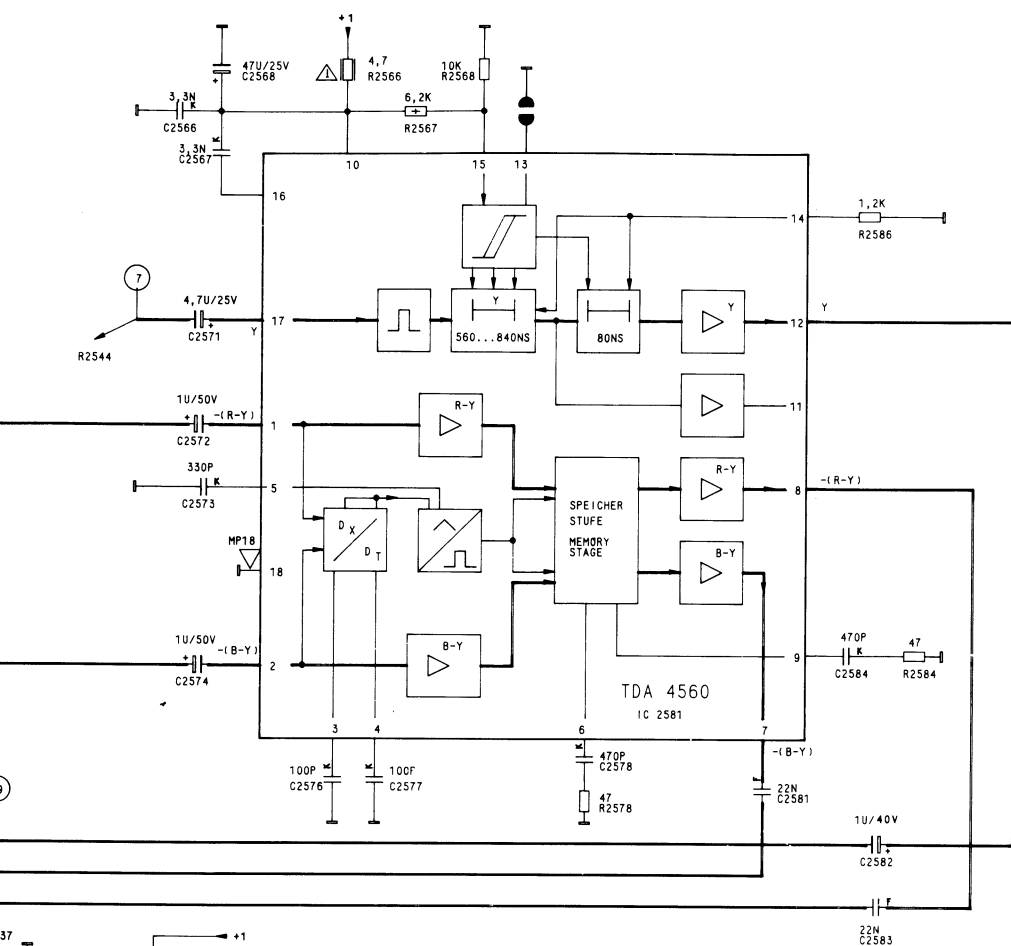 +1
47U/25V
C2568
4,7
R2566
10K
R2568
3,3N
K
C2566
6,2K
R2567
K
3,3N
C2567
10
15
13
16
14
1,2K
R2586
7
4,7U/25V
+
C2571
Y
R2544
17
Y
560...840NS
80NS
Y
12
Y
11
1U/50V
+
-(R-Y)
C2572
1
R-Y
330P
K
C2573
5
SPEICHER
STUFE
MEMORY
STAGE
R-Y
8
-(R-Y)
MP18
18
D X
D T
B-Y
1U/50V
+
-(B-Y)
C2574
2
B-Y
9
470P
K
C2584
47
R2584
TDA 4560
IC 2581
3
4
6
7
-(B-Y)
K
100P
C2576
K
100F
C2577
K
470P
C2578
47
R2578
F
22N
C2581
9
1U/40V
+
C2582
F
22N
C2583
37
+1